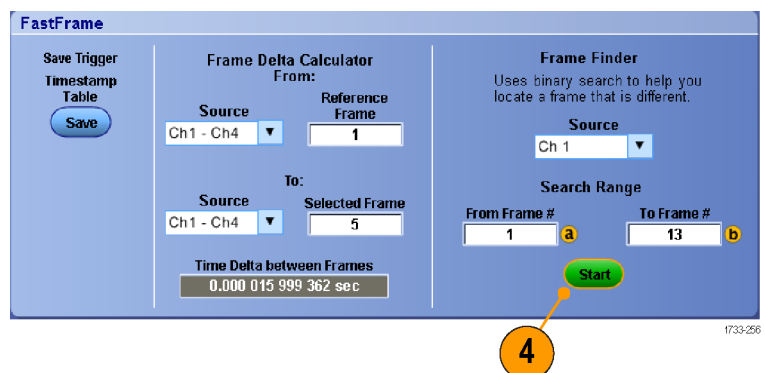 FastFrame
Save Trigger
Timestamp
Table
Save
Frame Delta Calculator
From:
Source
Ch1 - Ch4
Reference
Frame
1
To:
Source
Ch1 - Ch4
Selected Frame
5
Time Delta between Frames
0.000 015 999 362 sec
Frame Finder
Uses binary search to help you
locate a frame that is different.
Source
Ch 1
Search Range
From Frame #
1
a
To Frame #
13
b
Start
4
1733-256